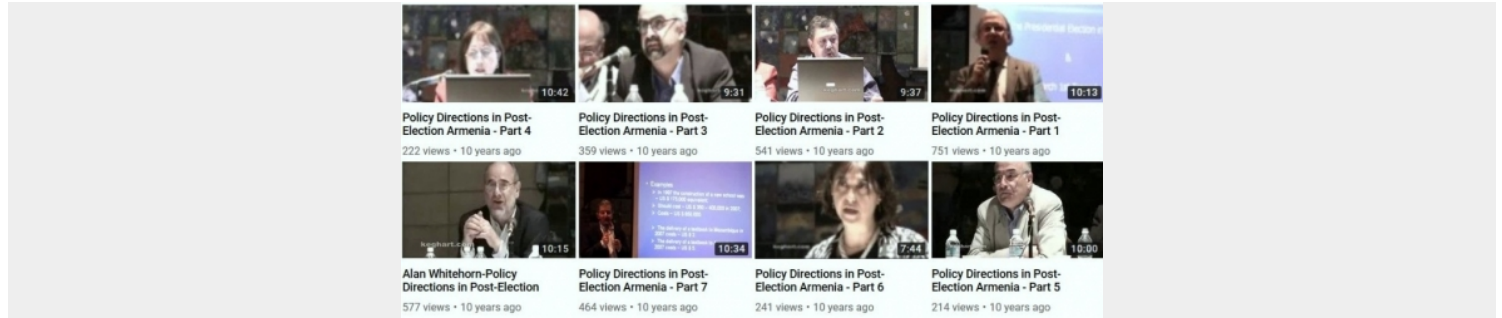 Presidential Election in
&
10:42
9:31
9:37
10:13
Policy Directions in Post-
Election Armenia - Part 4
222 views • 10 years ago
Policy Directions in Post-
Election Armenia - Part 3
359 views • 10 years ago
Policy Directions in Post-
Election Armenia - Part 2
541 views • 10 years ago
Policy Directions in Post-
Election Armenia - Part 1
751 views • 10 years ago
Examples
keghart.com
10:15
10:34
7:44
10:00
Alan Whitehorn-Policy
Directions in Post-Election
577 views • 10 years ago
Policy Directions in Post-
Election Armenia - Part 7
464 views • 10 years ago
Policy Directions in Post-
Election Armenia - Part 6
241 views • 10 years ago
Policy Directions in Post-
Election Armenia - Part 5
214 views • 10 years ago